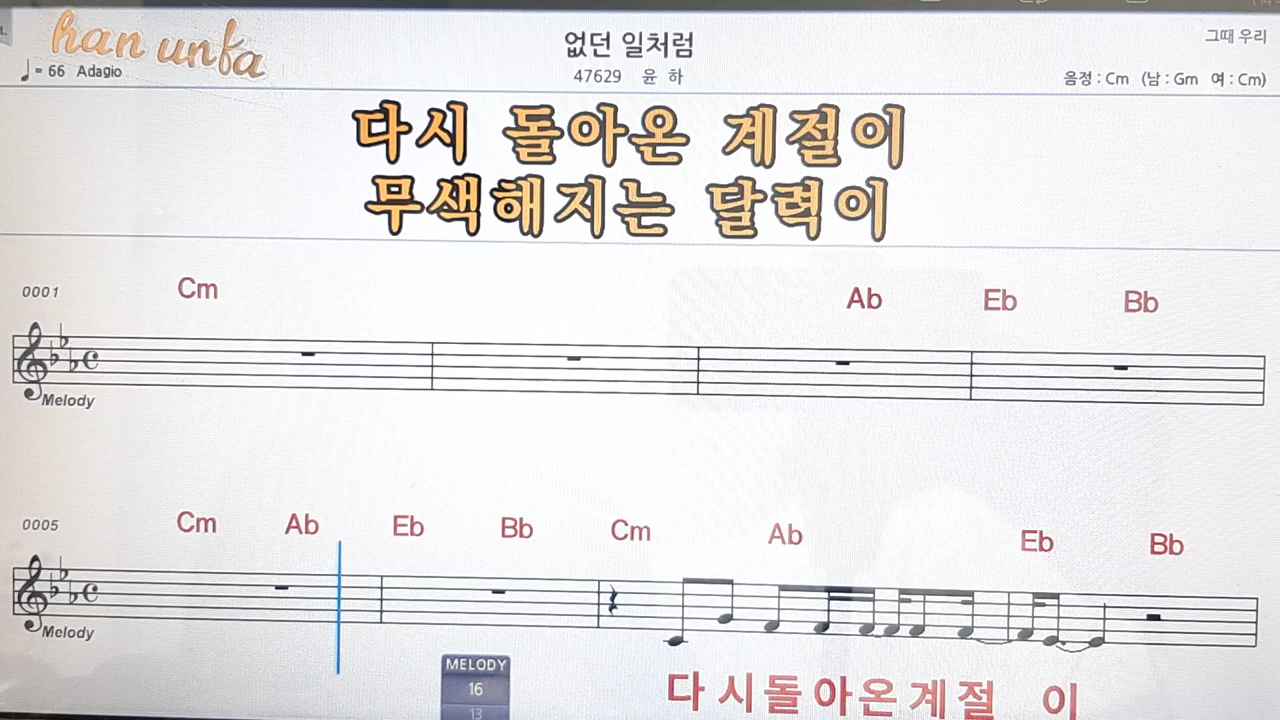 han unfa
없던 일처럼
그때 우리
♩= 66 Adagio
47629 윤 하
음정 : Cm (남 : Gm 여 : Cm)
다시 돌아온 계절이
무색해지는 달력이
0001 Cm Ab Eb Bb
Melody
0005 Cm Ab Eb Bb Cm Ab Eb Bb
Melody
MELODY
16
13
다시돌아온계절 이